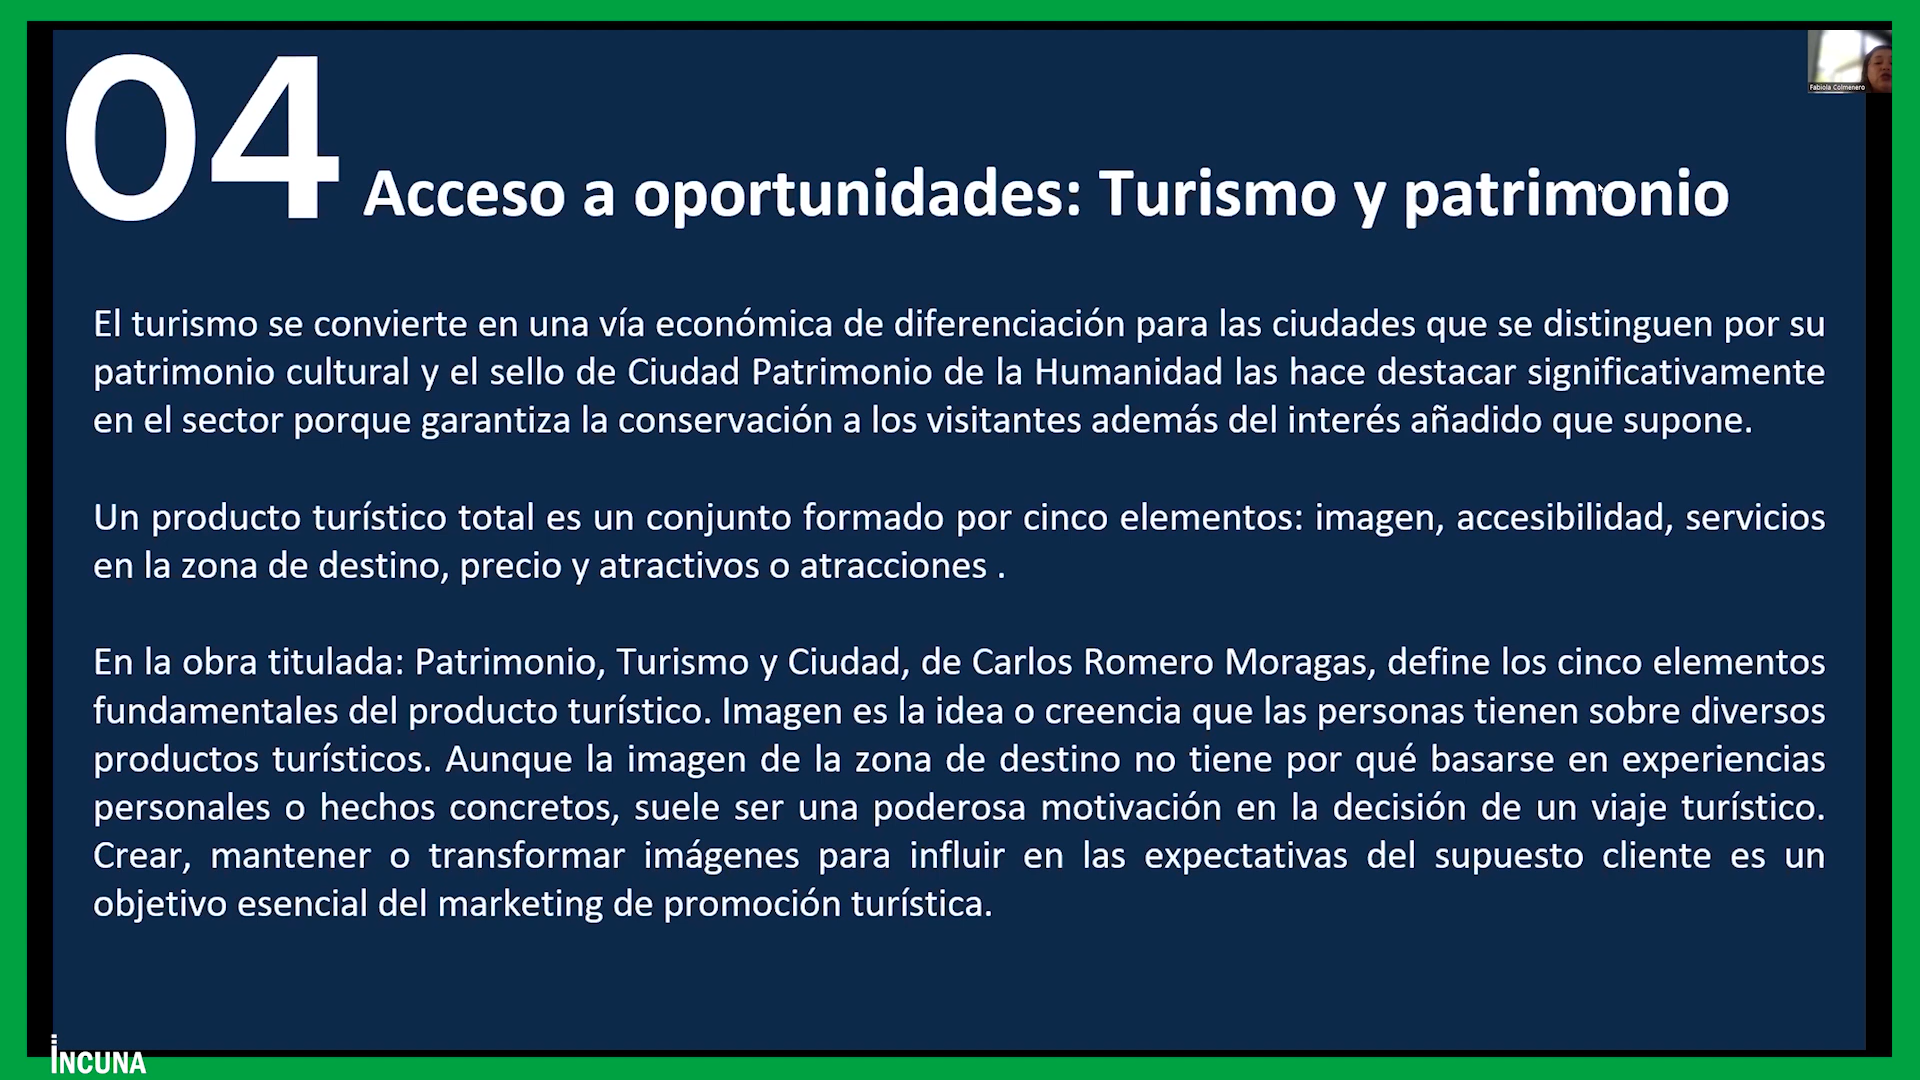 04 Acceso a oportunidades: Turismo y patrimonio
Fabiola Colmenero
El turismo se convierte en una vía económica de diferenciación para las ciudades que se distinguen por su
patrimonio cultural y el sello de Ciudad Patrimonio de la Humanidad las hace destacar significativamente
en el sector porque garantiza la conservación a los visitantes además del interés añadido que supone.
Un producto turístico total es un conjunto formado por cinco elementos: imagen, accesibilidad, servicios
en la zona de destino, precio y atractivos o atracciones .
En la obra titulada: Patrimonio, Turismo y Ciudad, de Carlos Romero Moragas, define los cinco elementos
fundamentales del producto turístico. Imagen es la idea o creencia que las personas tienen sobre diversos
productos turísticos. Aunque la imagen de la zona de destino no tiene por qué basarse en experiencias
personales o hechos concretos, suele ser una poderosa motivación en la decisión de un viaje turístico.
Crear, mantener o transformar imágenes para influir en las expectativas del supuesto cliente es un
objetivo esencial del marketing de promoción turística.
INCUNA